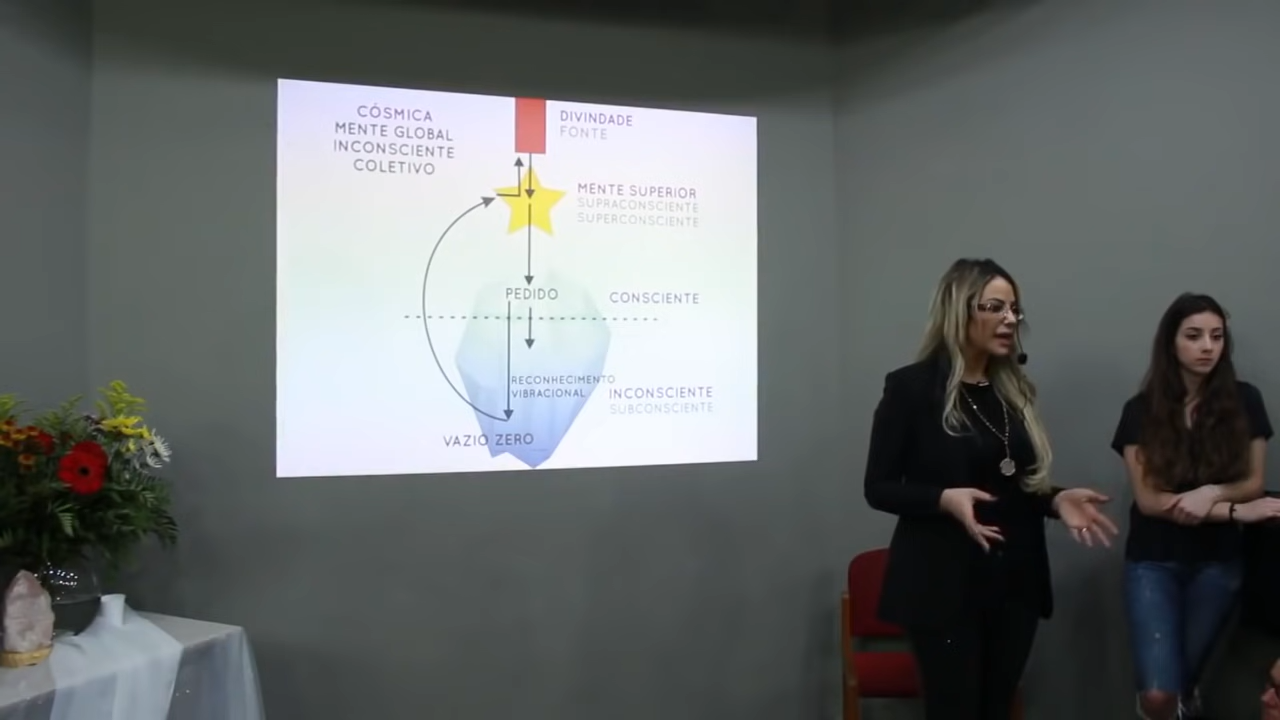 CÓSMICA
MENTE GLOBAL
INCONSCIENTE
COLETIVO
DIVINDADE
FONTE
MENTE SUPERIOR
SUPRACONSCIENTE
SUPERCONSCIENTE
PEDIDO
CONSCIENTE
RECONHECIMENTO
VIBRACIONAL
INCONSCIENTE
SUBCONSCIENTE
VAZIO ZERO